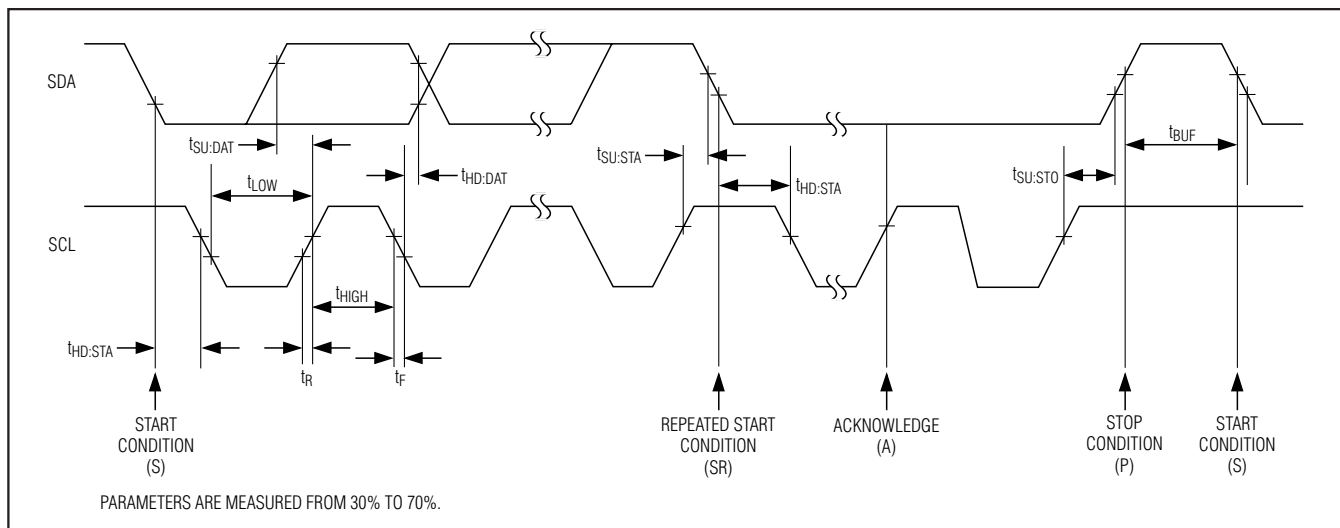 SDA
tSU:DAT
tLOW
tHD:DAT
tSU:STA
tHD:STA
tBUF
tSU:STO
SCL
tHIGH
tHD:STA
tR
tF
START
CONDITION
(S)
REPEATED START
CONDITION
(SR)
ACKNOWLEDGE
(A)
STOP
CONDITION
(P)
START
CONDITION
(S)
PARAMETERS ARE MEASURED FROM 30% TO 70%.